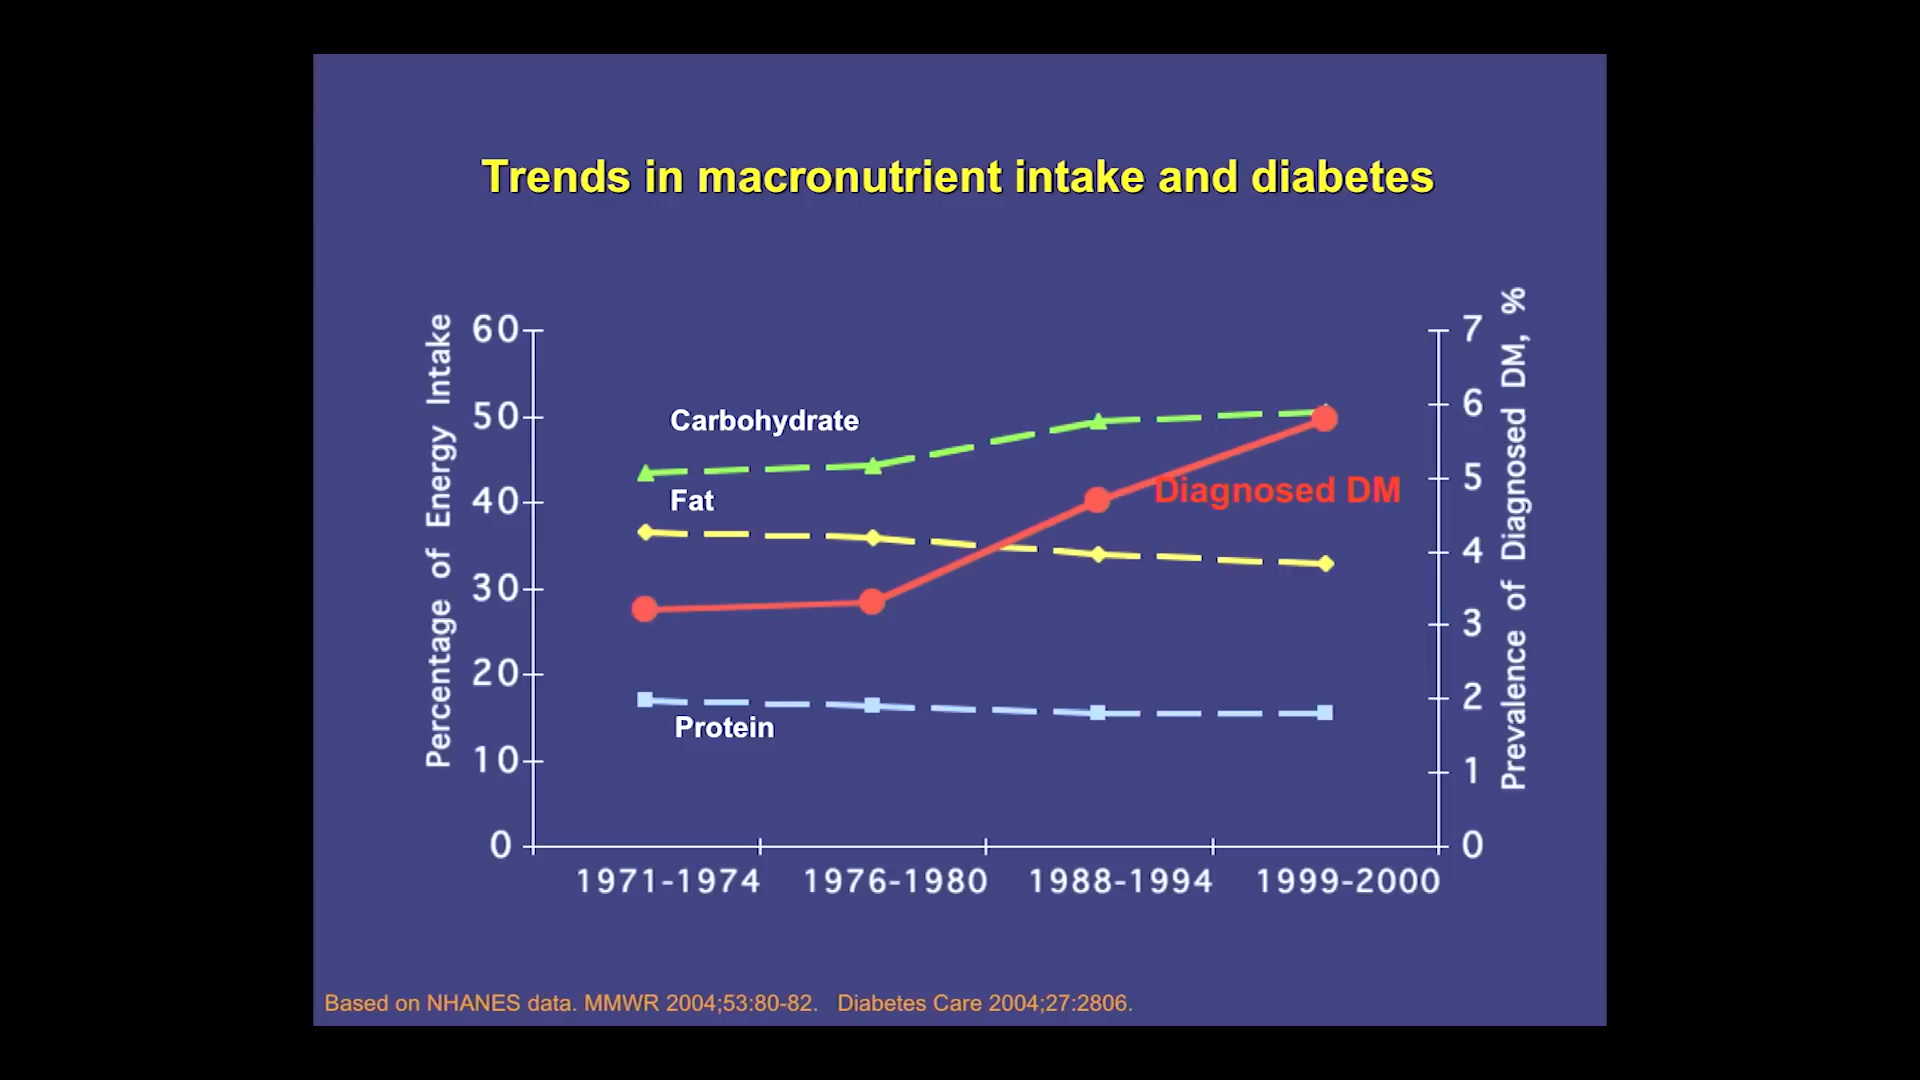 Trends in macronutrient intake and diabetes
Percentage of Energy Intake
60
50
40
30
20
10
0
Carbohydrate
Fat
Diagnosed DM
Protein
7
6
5
4
3
2
1
0
Prevalence of Diagnosed DM, %
1971-1974 1976-1980 1988-1994 1999-2000
Based on NHANES data. MMWR 2004;53:80-82. Diabetes Care 2004;27:2806.